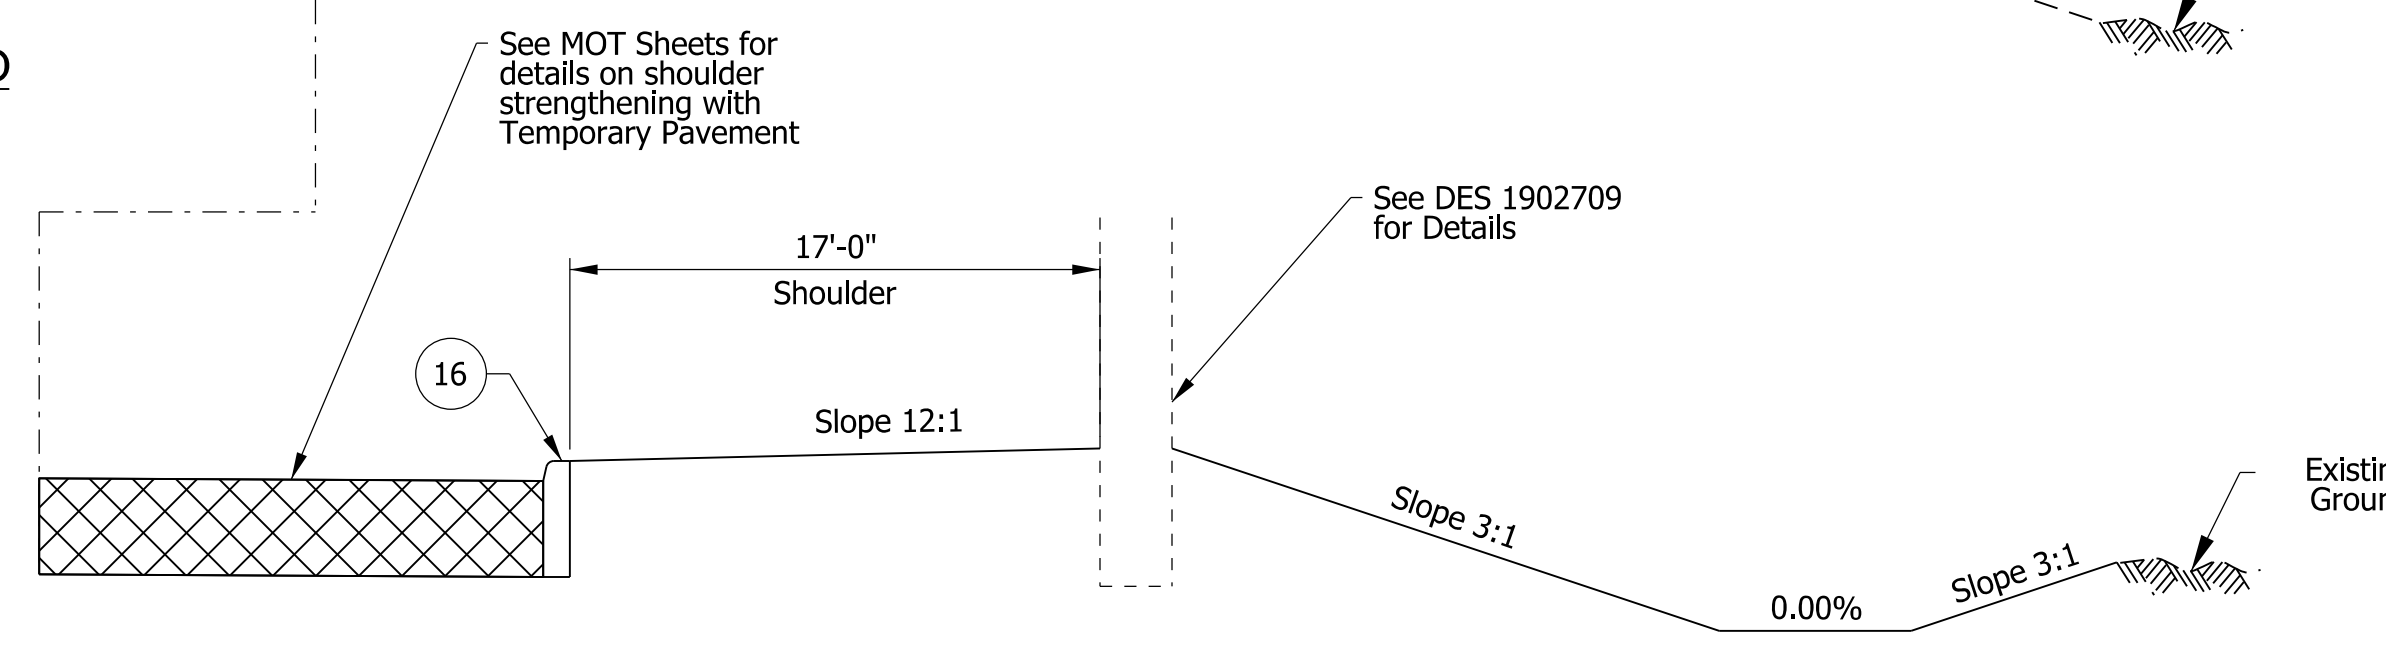 See MOT Sheets for
details on shoulder
strengthening with
Temporary Pavement
See DES 1902709
for Details
17'-0"
Shoulder
16
Slope 12:1
Slope 3:1
0.00%
Slope 3:1